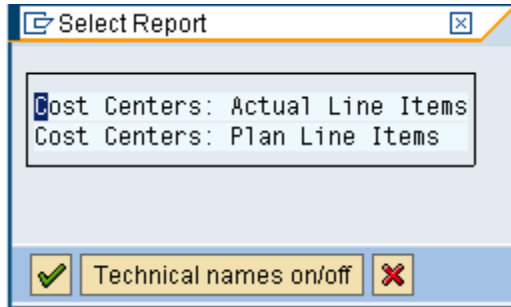 Select Report
Cost Centers: Actual Line Items
Cost Centers: Plan Line Items
Technical names on/off